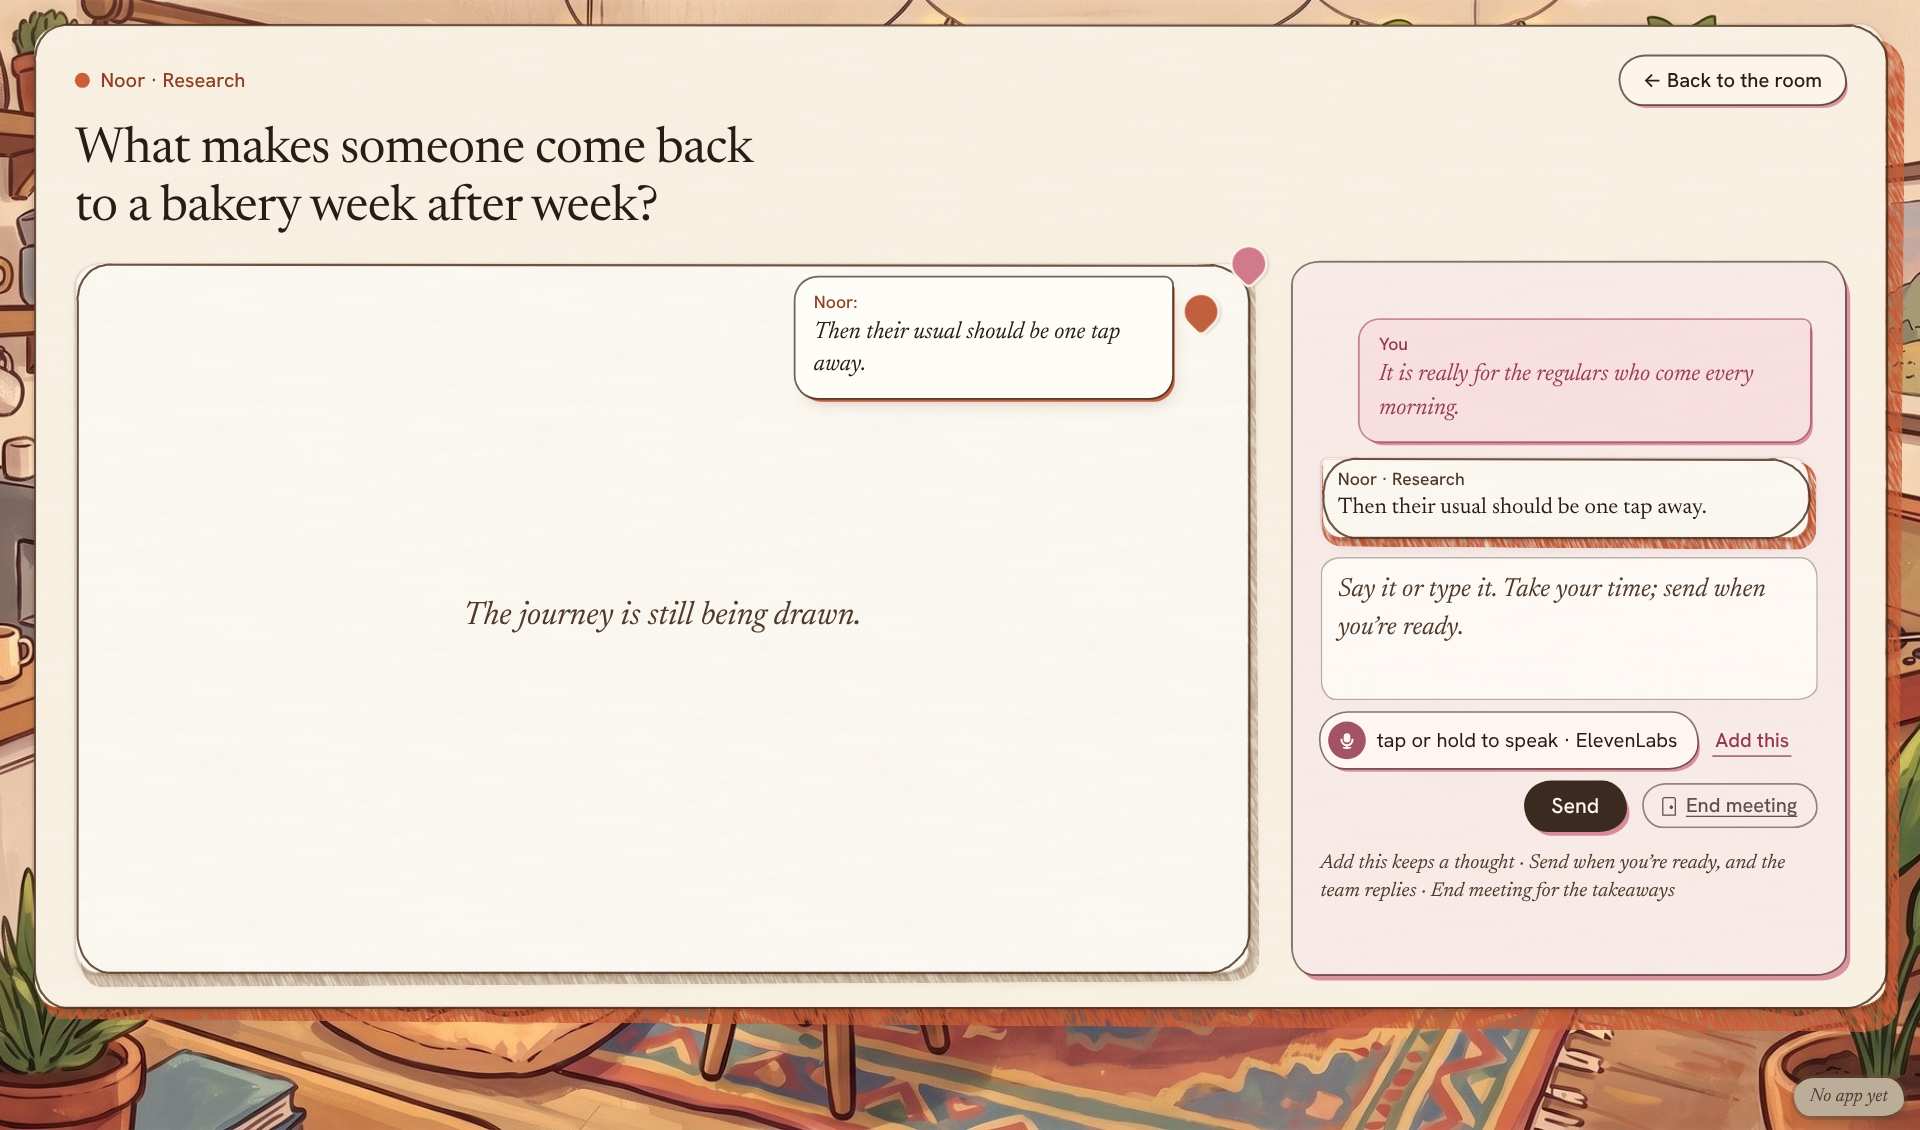 Noor · Research
← Back to the room
What makes someone come back
to a bakery week after week?
Noor:
Then their usual should be one tap
away.
The journey is still being drawn.
You
It is really for the regulars who come every
morning.
Noor · Research
Then their usual should be one tap away.
Say it or type it. Take your time; send when
you’re ready.
tap or hold to speak · ElevenLabs
Add this
Send
End meeting
Add this keeps a thought · Send when you’re ready, and the
team replies · End meeting for the takeaways
No app yet